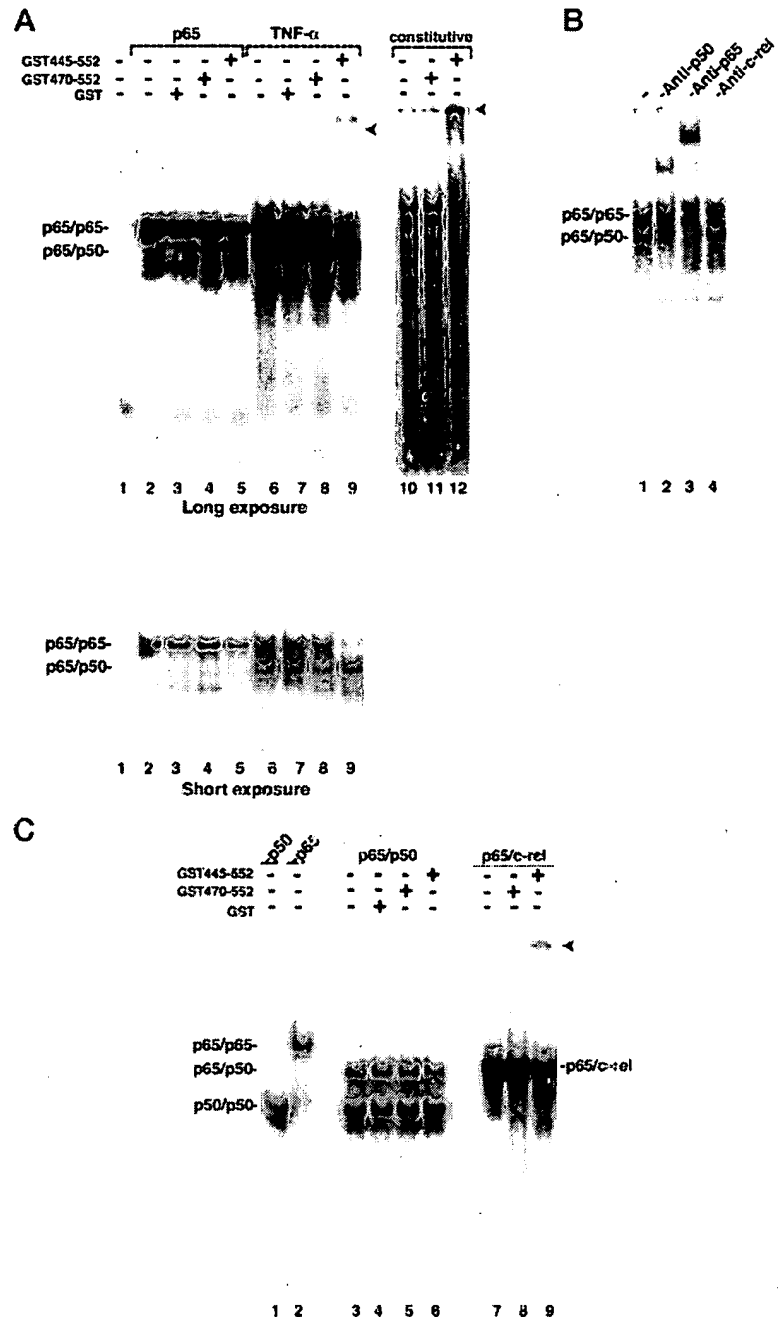 A
p65 TNF-α constitutive
GST445-552 - - - - + - - - + - - +
GST470-552 - - - + - - - + - - + -
GST - - + - - - + - - - - -
p65/p65-
p65/p50-
1 2 3 4 5 6 7 8 9 10 11 12
Long exposure
p65/p65-
p65/p50-
1 2 3 4 5 6 7 8 9
Short exposure
B
- -Anti-p50 -Anti-p65 -Anti-c-rel
p65/p65-
p65/p50-
1 2 3 4
C
p50 p65 p65/p50 p65/c-rel
GST445-552 - - - - - + - - +
GST470-552 - - - - + - - + -
GST - - - + - - - - -
p65/p65-
p65/p50-
p50/p50-
-p65/c-rel
1 2 3 4 5 6 7 8 9